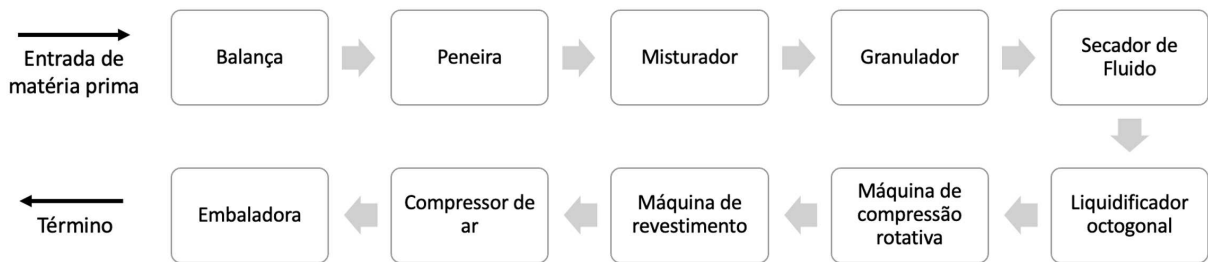 Entrada de
matéria prima
Balança
Peneira
Misturador
Granulador
Secador de
Fluido
Liquidificador
octogonal
Máquina de
compressão
rotativa
Máquina de
revestimento
Compressor de
ar
Embaladora
Término